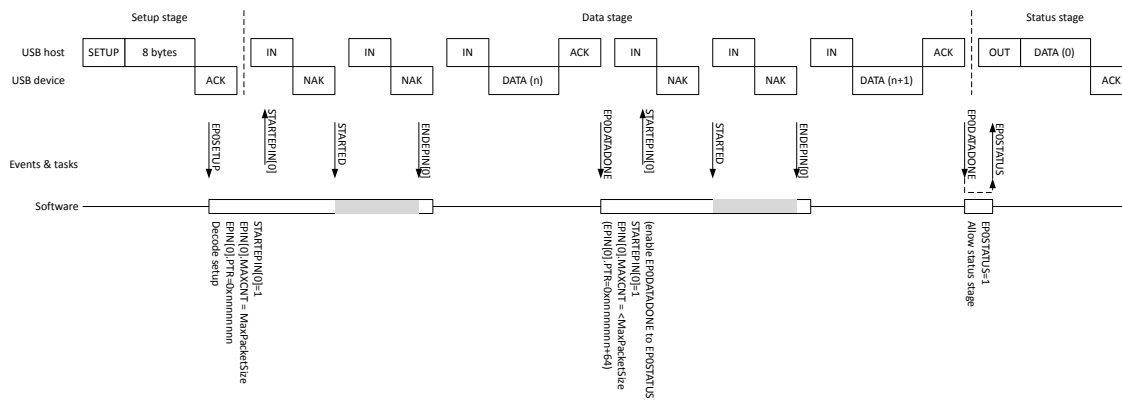 Setup stage
Data stage
Status stage
USB host
SETUP
8 bytes
IN
IN
IN
ACK
IN
IN
IN
ACK
OUT
DATA (0)
USB device
ACK
NAK
NAK
DATA (n)
NAK
NAK
DATA (n+1)
ACK
Events & tasks
EP0SETUP
STARTEPIN[0]
STARTED
ENDEPIN[0]
EP0DATADONE
STARTEPIN[0]
STARTED
ENDEPIN[0]
EP0DATADONE
EP0STATUS
Software
Decode setup
EPIN[0].PTR=0xnnnnnnnn
EPIN[0].MAXCNT = MaxPacketSize
STARTEPIN[0]=1
(EPIN[0].PTR=0xnnnnnnnn+64)
EPIN[0].MAXCNT = <MaxPacketSize
STARTEPIN[0]=1
(enable EP0DATADONE to EP0STATUS
Allow status stage
EP0STATUS=1